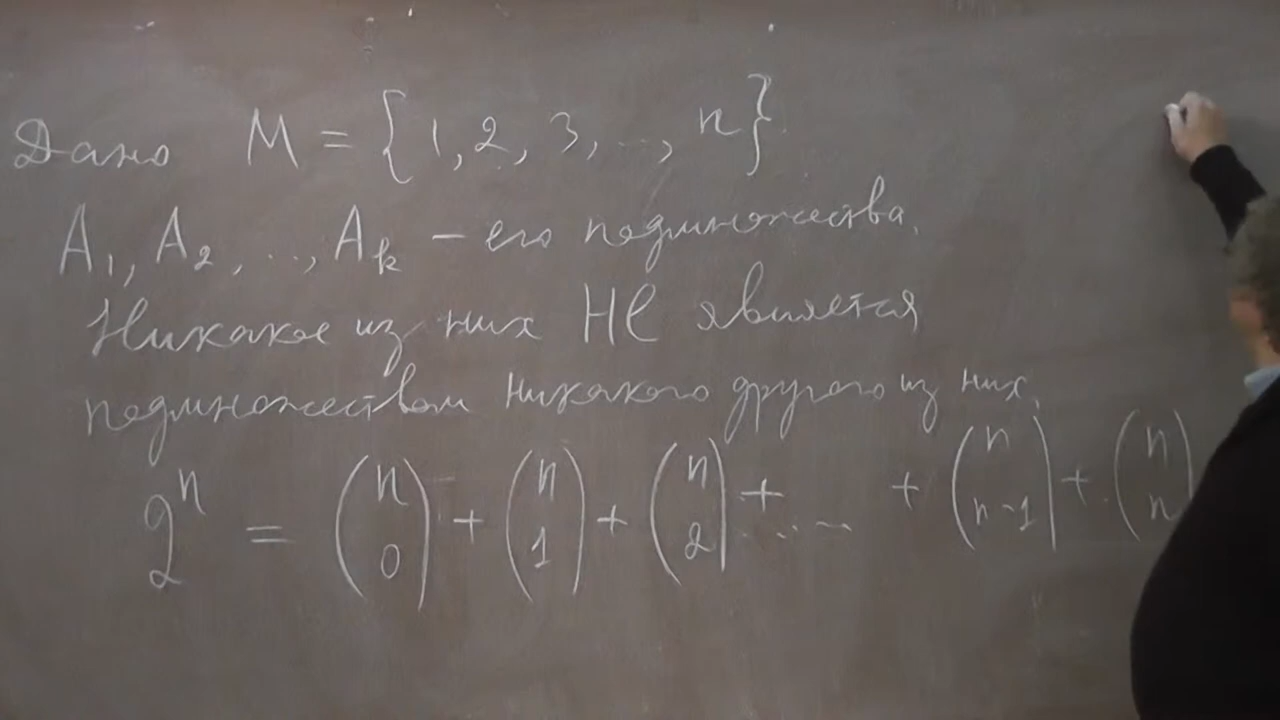 Дано M = {1, 2, 3, ..., n}
A₁, A₂, ..., Aₖ – его подмножества.
Никакое из них НЕ является
подмножеством никакого другого из них.
2ⁿ = (n 0) + (n 1) + (n 2) + ... + (n n-1) + (n n)